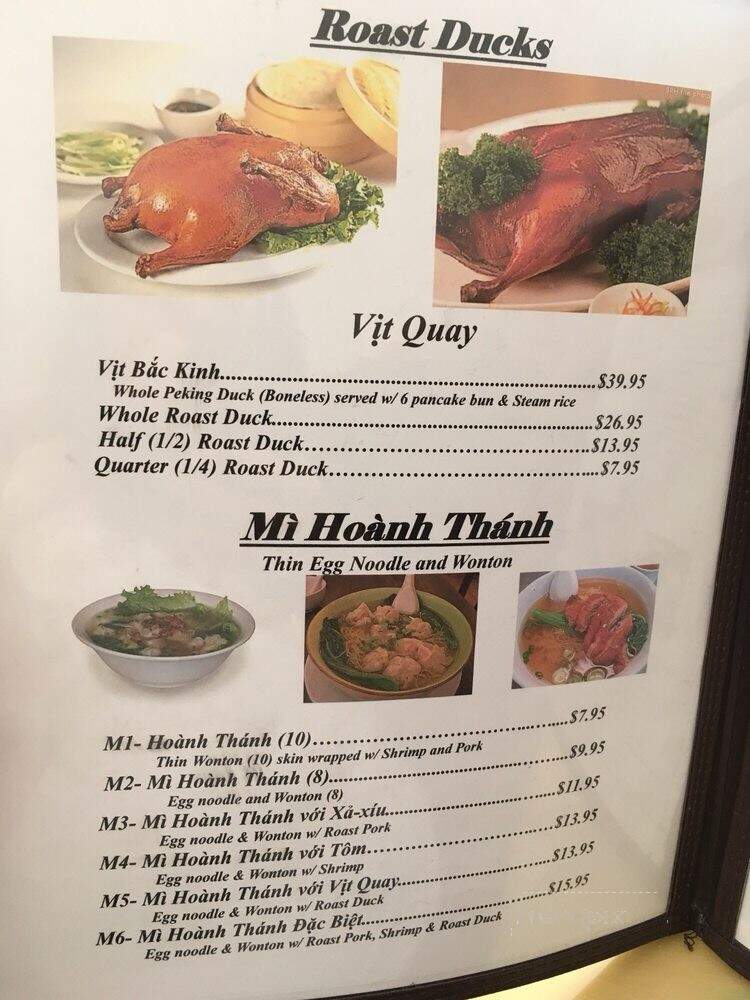 Roast Ducks
Vịt Quay
Vịt Bắc Kinh..........$39.95
Whole Peking Duck (Boneless) served w/ 6 pancake bun & Steam rice
Whole Roast Duck..........$26.95
Half (1/2) Roast Duck..........$13.95
Quarter (1/4) Roast Duck..........$7.95
Mì Hoành Thánh
Thin Egg Noodle and Wonton
M1- Hoành Thánh (10)..........$7.95
Thin Wonton (10) skin wrapped w/ Shrimp and Pork
M2- Mì Hoành Thánh (8)..........$9.95
Egg noodle and Wonton (8)
M3- Mì Hoành Thánh với Xả-xíu..........$11.95
Egg noodle & Wonton w/ Roast Pork
M4- Mì Hoành Thánh với Tôm..........$13.95
Egg noodle & Wonton w/ Shrimp
M5- Mì Hoành Thánh với Vịt Quay..........$13.95
Egg noodle & Wonton w/ Roast Duck
M6- Mì Hoành Thánh Đặc Biệt..........$15.95
Egg noodle & Wonton w/ Roast Pork, Shrimp & Roast Duck